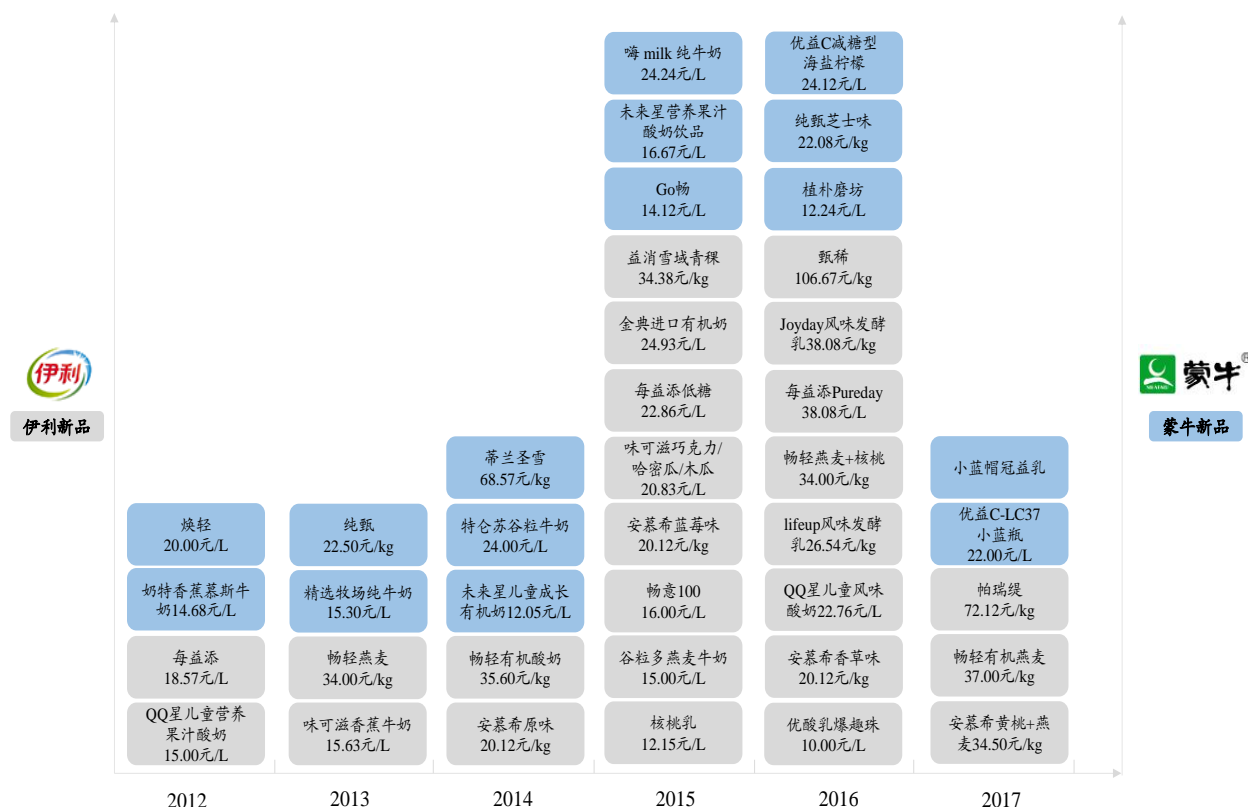 伊利
伊利新品
焕轻
20.00元/L
奶特香蕉慕斯牛
奶14.68元/L
每益添
18.57元/L
QQ星儿童营养
果汁酸奶
15.00元/L
2012
纯甄
22.50元/kg
精选牧场纯牛奶
15.30元/L
畅轻燕麦
34.00元/kg
味可滋香蕉牛奶
15.63元/L
2013
蒂兰圣雪
68.57元/kg
特仑苏谷粒牛奶
24.00元/L
未来星儿童成长
有机奶12.05元/L
畅轻有机酸奶
35.60元/kg
安慕希原味
20.12元/kg
2014
嗨 milk 纯牛奶
24.24元/L
未来星营养果汁
酸奶饮品
16.67元/L
Go畅
14.12元/L
益消雪域青稞
34.38元/kg
金典进口有机奶
24.93元/L
每益添低糖
22.86元/L
味可滋巧克力/
哈密瓜/木瓜
20.83元/L
安慕希蓝莓味
20.12元/kg
畅意100
16.00元/L
谷粒多燕麦牛奶
15.00元/L
核桃乳
12.15元/L
2015
优益C减糖型
海盐柠檬
24.12元/L
纯甄芝士味
22.08元/kg
植朴磨坊
12.24元/L
甄稀
106.67元/kg
Joyday风味发酵
乳38.08元/kg
每益添Pureday
38.08元/L
畅轻燕麦+核桃
34.00元/kg
lifeup风味发酵
乳26.54元/kg
QQ星儿童风味
酸奶22.76元/L
安慕希香草味
20.12元/kg
优酸乳爆趣珠
10.00元/L
2016
小蓝帽冠益乳
优益C-LC37
小蓝瓶
22.00元/L
帕瑞缇
72.12元/kg
畅轻有机燕麦
37.00元/kg
安慕希黄桃+燕
麦34.50元/kg
2017
蒙牛®
蒙牛新品